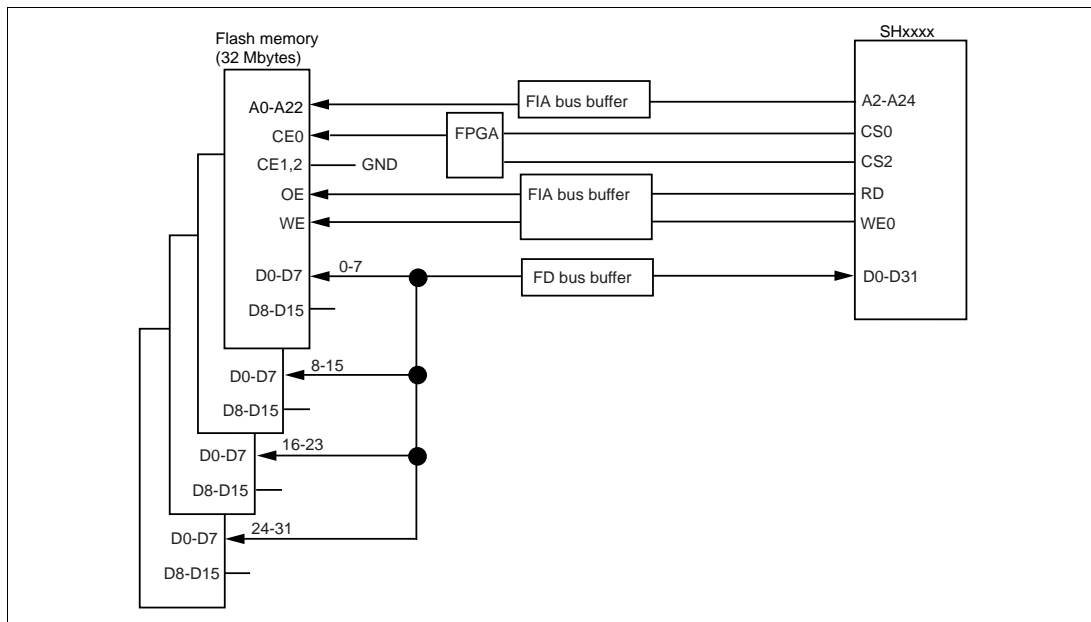 Flash memory
(32 Mbytes)
SHxxxx
A0-A22
FIA bus buffer
A2-A24
CE0
FPGA
CS0
CE1,2
GND
CS2
OE
FIA bus buffer
RD
WE
WE0
D0-D7
0-7
FD bus buffer
D0-D31
D8-D15
D0-D7
8-15
D8-D15
D0-D7
16-23
D8-D15
D0-D7
24-31
D8-D15